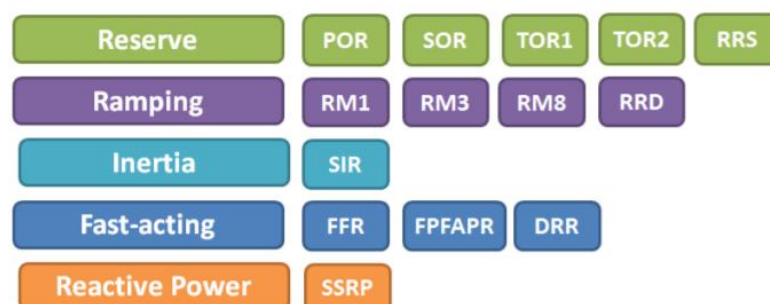 Reserve POR SOR TOR1 TOR2 RRS
Ramping RM1 RM3 RM8 RRD
Inertia SIR
Fast-acting FFR FPFAPR DRR
Reactive Power SSRP